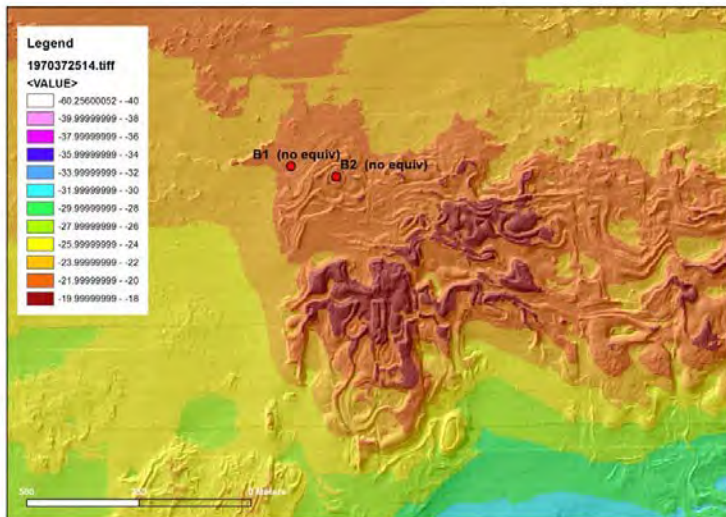 Legend
1970372514.tiff
<VALUE>
-60.25600052 - -40
-39.99999999 - -38
-37.99999999 - -36
-35.99999999 - -34
-33.99999999 - -32
-31.99999999 - -30
-29.99999999 - -28
-27.99999999 - -26
-25.99999999 - -24
-23.99999999 - -22
-21.99999999 - -20
-19.99999999 - -18
B1 (no equiv)
B2 (no equiv)
500
250
0 Meters